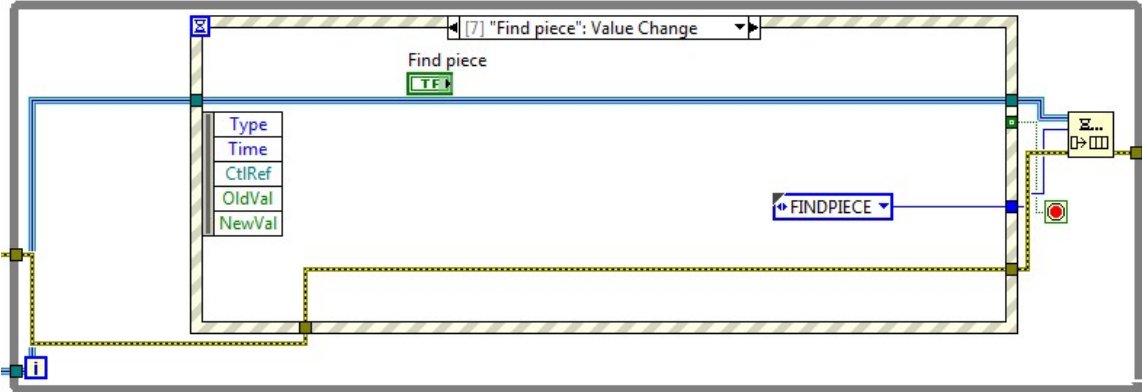 [7] "Find piece": Value Change
Find piece
TF
Type
Time
CtlRef
OldVal
NewVal
FINDPIECE
i